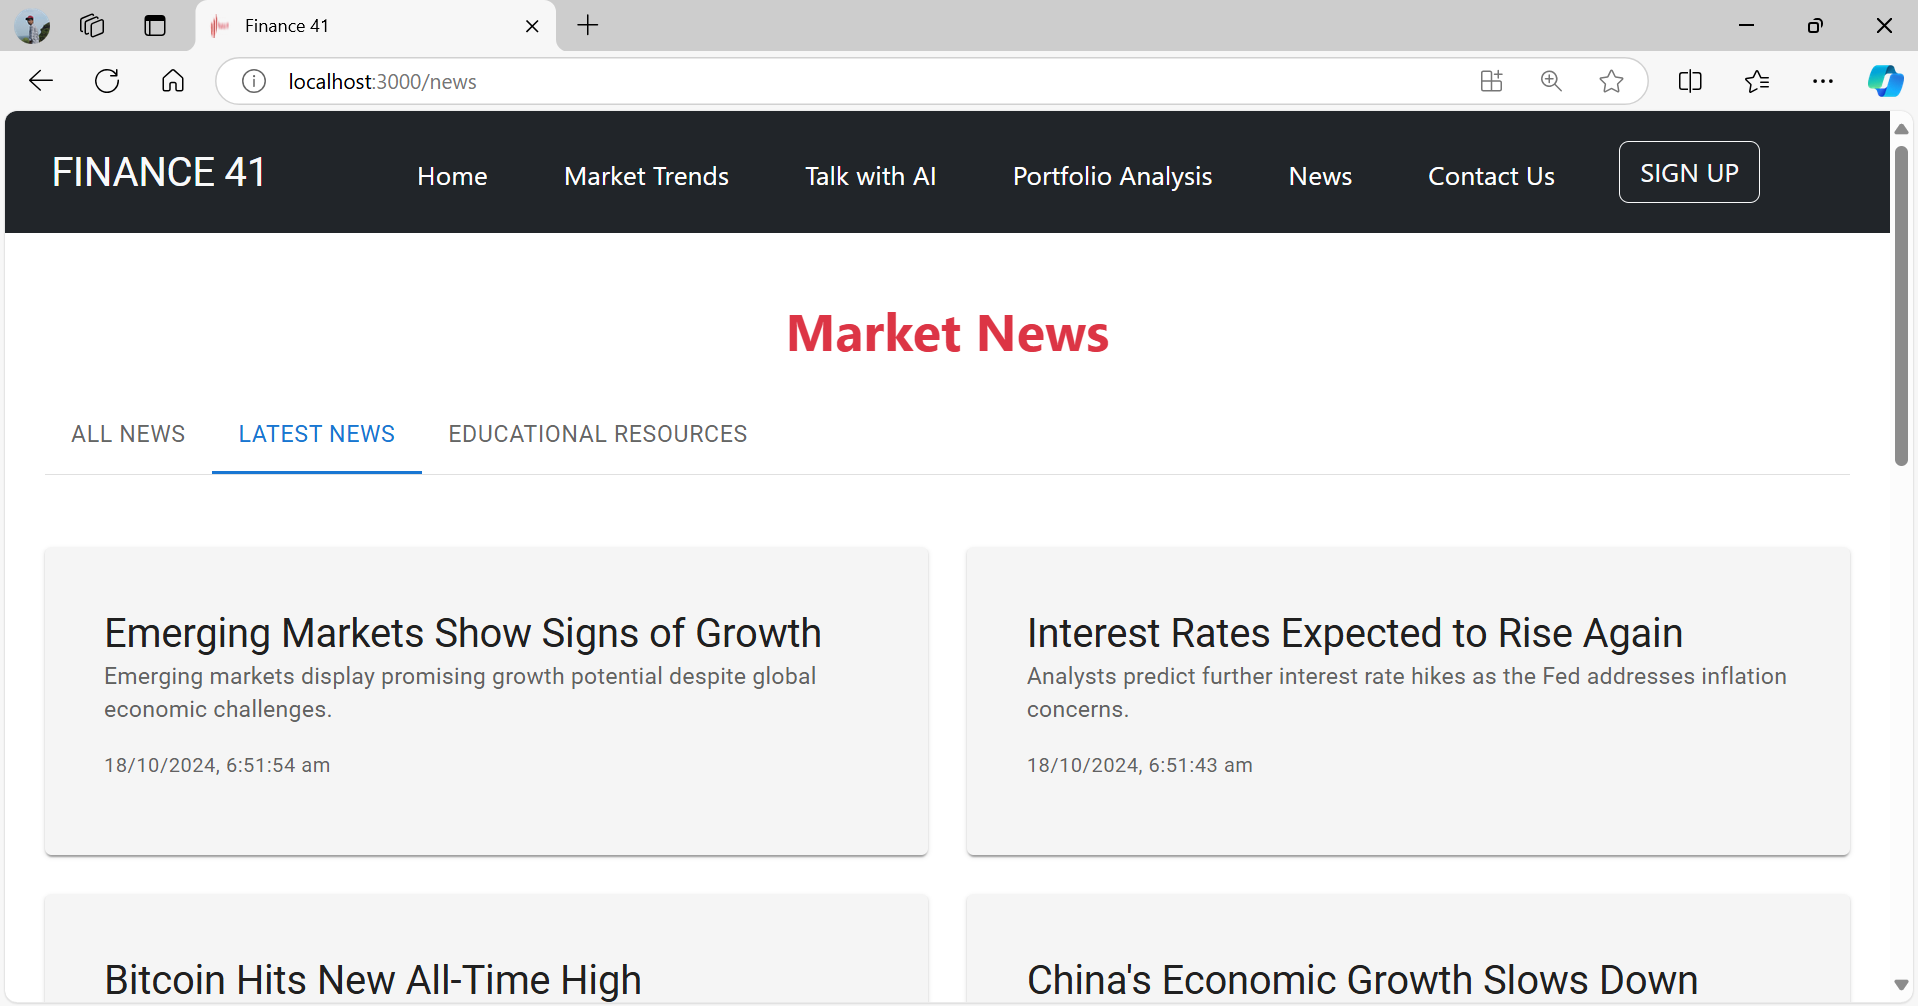 Finance 41
localhost:3000/news
FINANCE 41
Home
Market Trends
Talk with AI
Portfolio Analysis
News
Contact Us
SIGN UP
Market News
ALL NEWS
LATEST NEWS
EDUCATIONAL RESOURCES
Emerging Markets Show Signs of Growth
Emerging markets display promising growth potential despite global
economic challenges.
18/10/2024, 6:51:54 am
Interest Rates Expected to Rise Again
Analysts predict further interest rate hikes as the Fed addresses inflation
concerns.
18/10/2024, 6:51:43 am
Bitcoin Hits New All-Time High
China's Economic Growth Slows Down